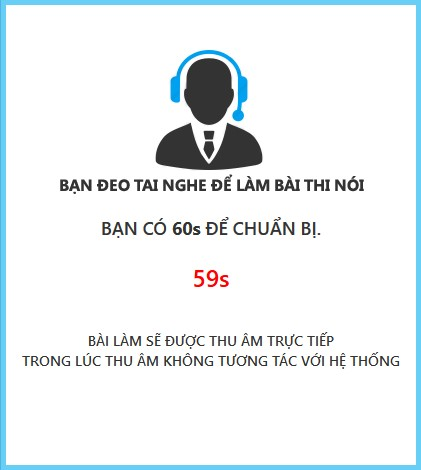 BẠN ĐEO TAI NGHE ĐỂ LÀM BÀI THI NÓI
BẠN CÓ 60s ĐỂ CHUẨN BỊ.
59s
BÀI LÀM SẼ ĐƯỢC THU ÂM TRỰC TIẾP
TRONG LÚC THU ÂM KHÔNG TƯƠNG TÁC VỚI HỆ THỐNG